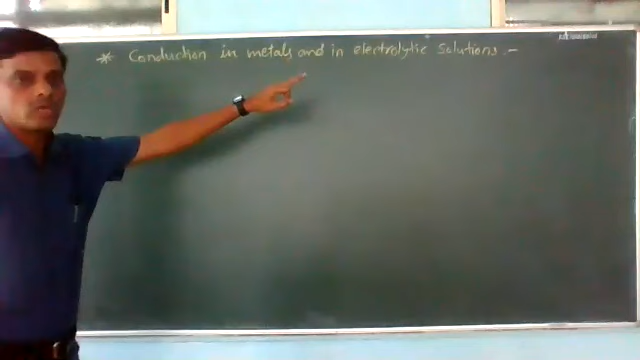 * Conduction in metals and in electrolytic solutions :-